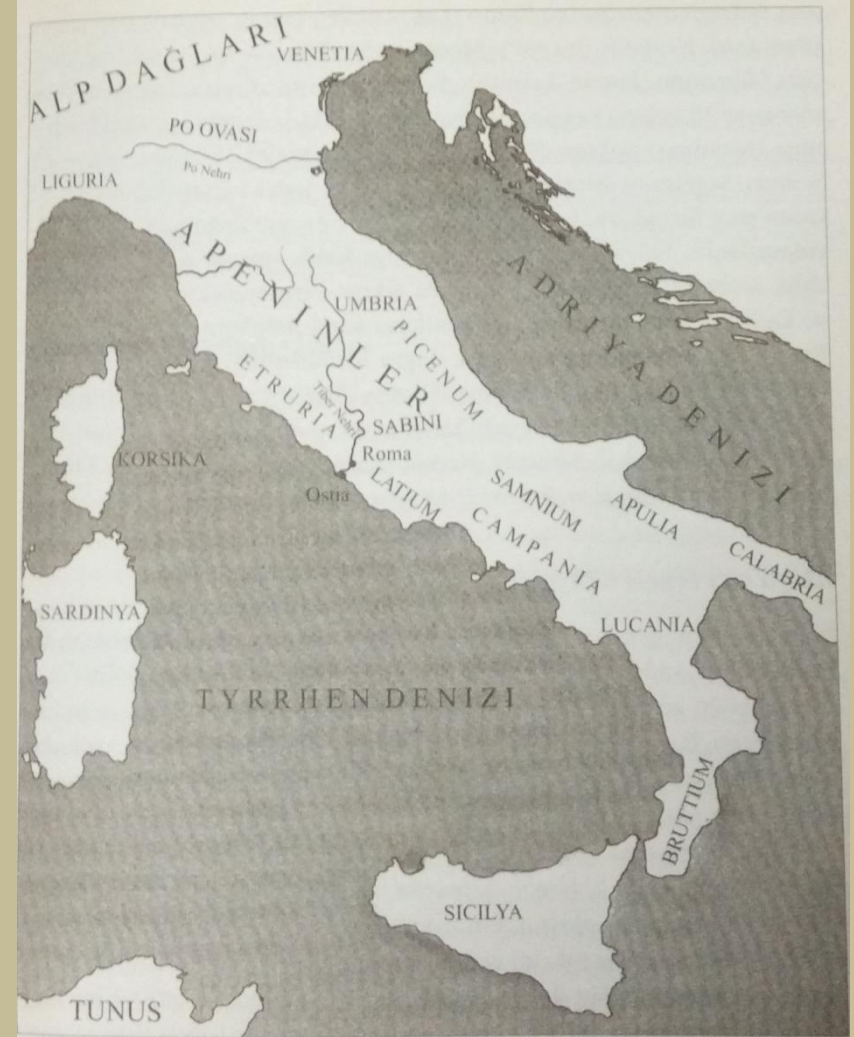 ALP DAĞLARI
VENETIA
PO OVASI
Po Nehri
LIGURIA
APENINLER
UMBRIA
PICENUM
ADRIYA DENIZI
ETRURIA
Tiber Nehri
SABINI
Roma
KORSIKA
Ostia
LATIUM
SAMNIUM
APULIA
CAMPANIA
CALABRIA
SARDINYA
LUCANIA
TYRRHEN DENIZI
BRUTTIUM
SICILYA
TUNUS